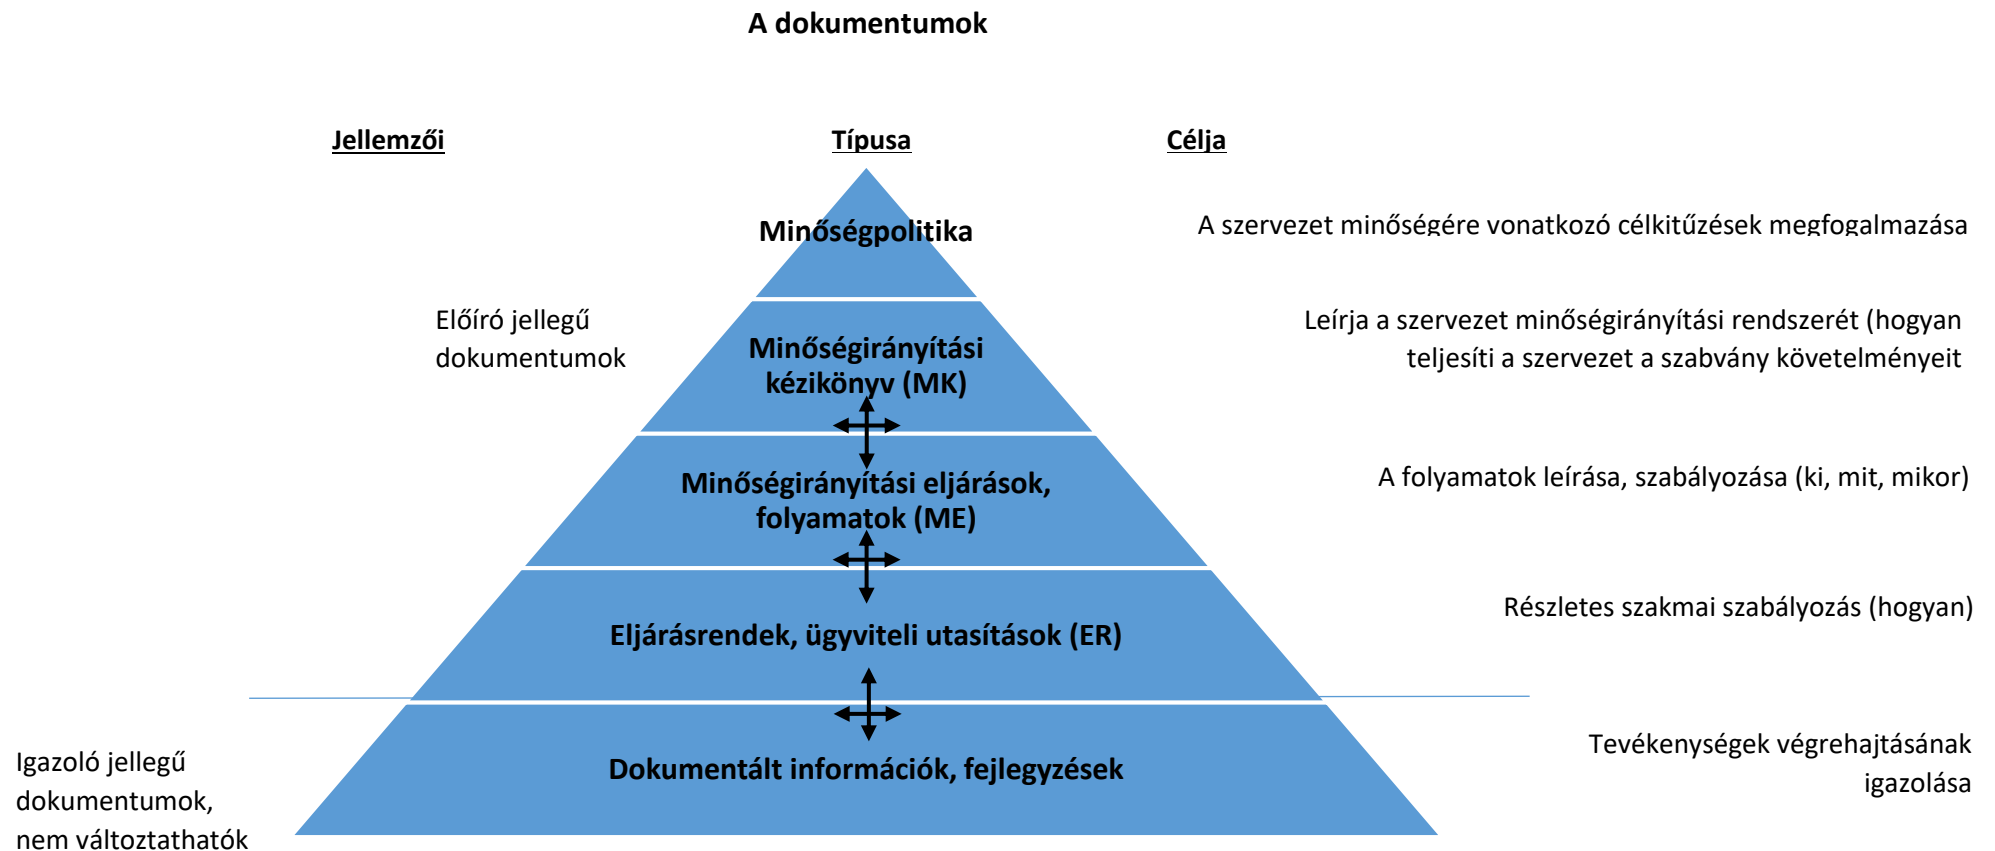 A dokumentumok
Jellemzői
Típusa
Célja
Minőségpolitika
A szervezet minőségére vonatkozó célkitűzések megfogalmazása
Előíró jellegű
dokumentumok
Minőségirányítási
kézikönyv (MK)
Leírja a szervezet minőségirányítási rendszerét (hogyan
teljesíti a szervezet a szabvány követelményeit
Minőségirányítási eljárások,
folyamatok (ME)
A folyamatok leírása, szabályozása (ki, mit, mikor)
Eljárásrendek, ügyviteli utasítások (ER)
Részletes szakmai szabályozás (hogyan)
Igazoló jellegű
dokumentumok,
nem változtathatók
Dokumentált információk, fejlegyzések
Tevékenységek végrehajtásának
igazolása